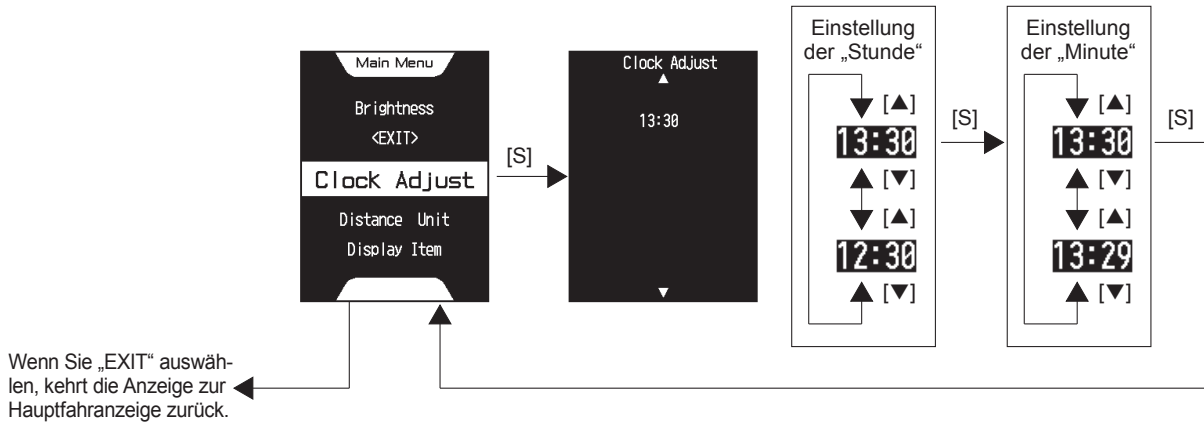 Main Menu
Brightness
<EXIT>
Clock Adjust
Distance Unit
Display Item
[S]
Clock Adjust
▲
13:30
▼
Einstellung
der „Stunde“
[▲]
13:30
[▼]
[▲]
12:30
[▼]
[S]
Einstellung
der „Minute“
[▲]
13:30
[▼]
[▲]
13:29
[▼]
[S]
Wenn Sie „EXIT“ auswäh-
len, kehrt die Anzeige zur
Hauptfahranzeige zurück.